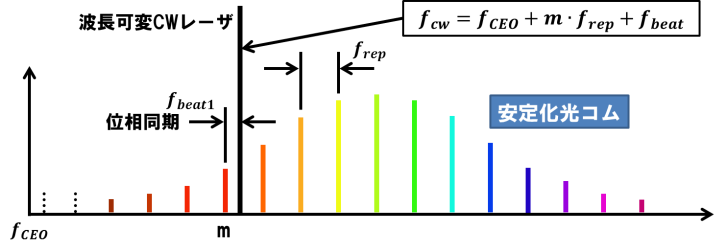 波長可変CWレーザ
f_cw = f_CEO + m · f_rep + f_beat
f_rep
f_beat1
位相同期
安定化光コム
f_CEO
m